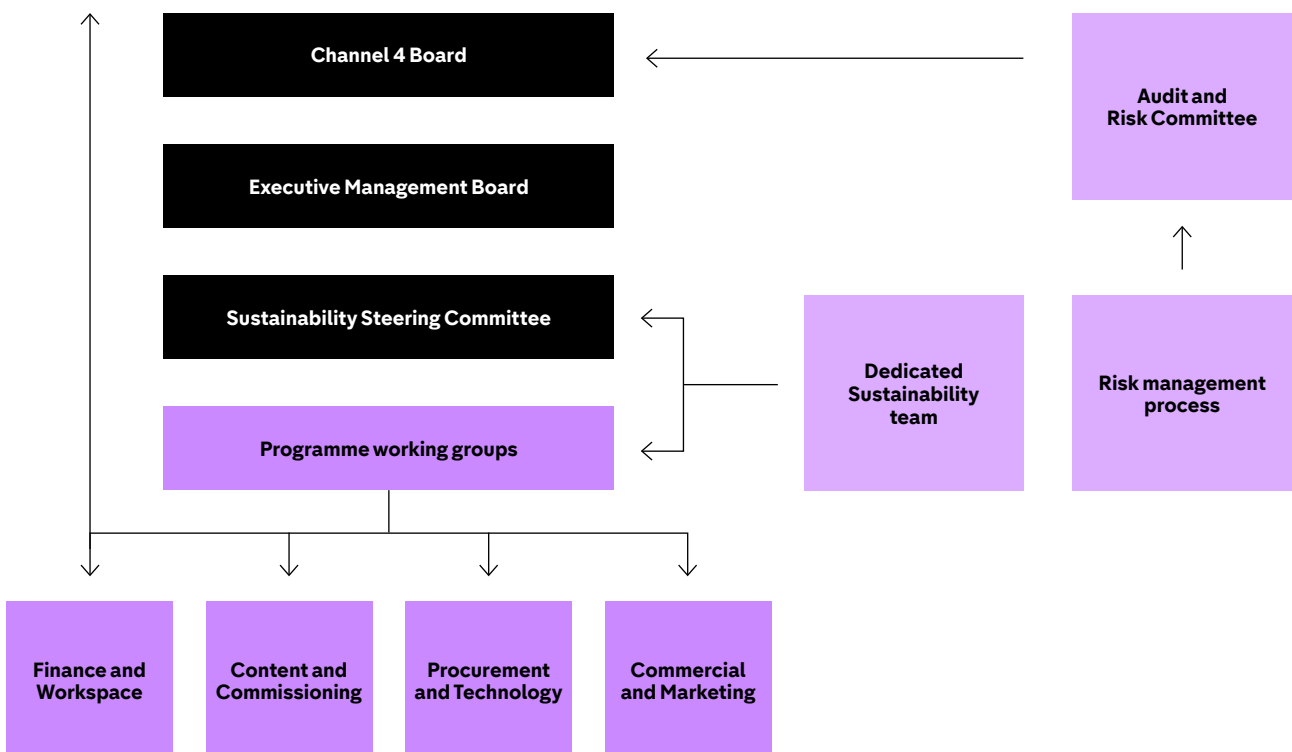 Channel 4 Board
Audit and
Risk Committee
Executive Management Board
Sustainability Steering Committee
Dedicated
Sustainability
team
Risk management
process
Programme working groups
Finance and
Workspace
Content and
Commissioning
Procurement
and Technology
Commercial
and Marketing